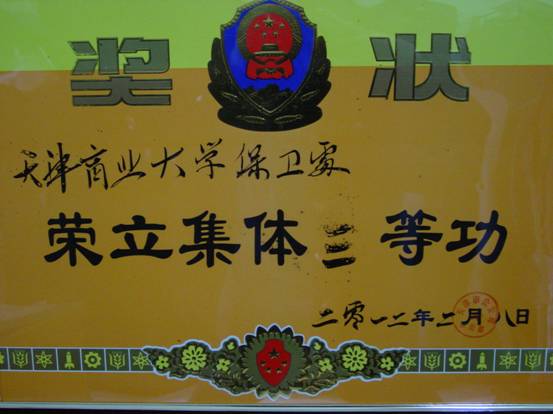 奖状
天津商业大学保卫處
荣立集体三等功
二零一二年二月八日